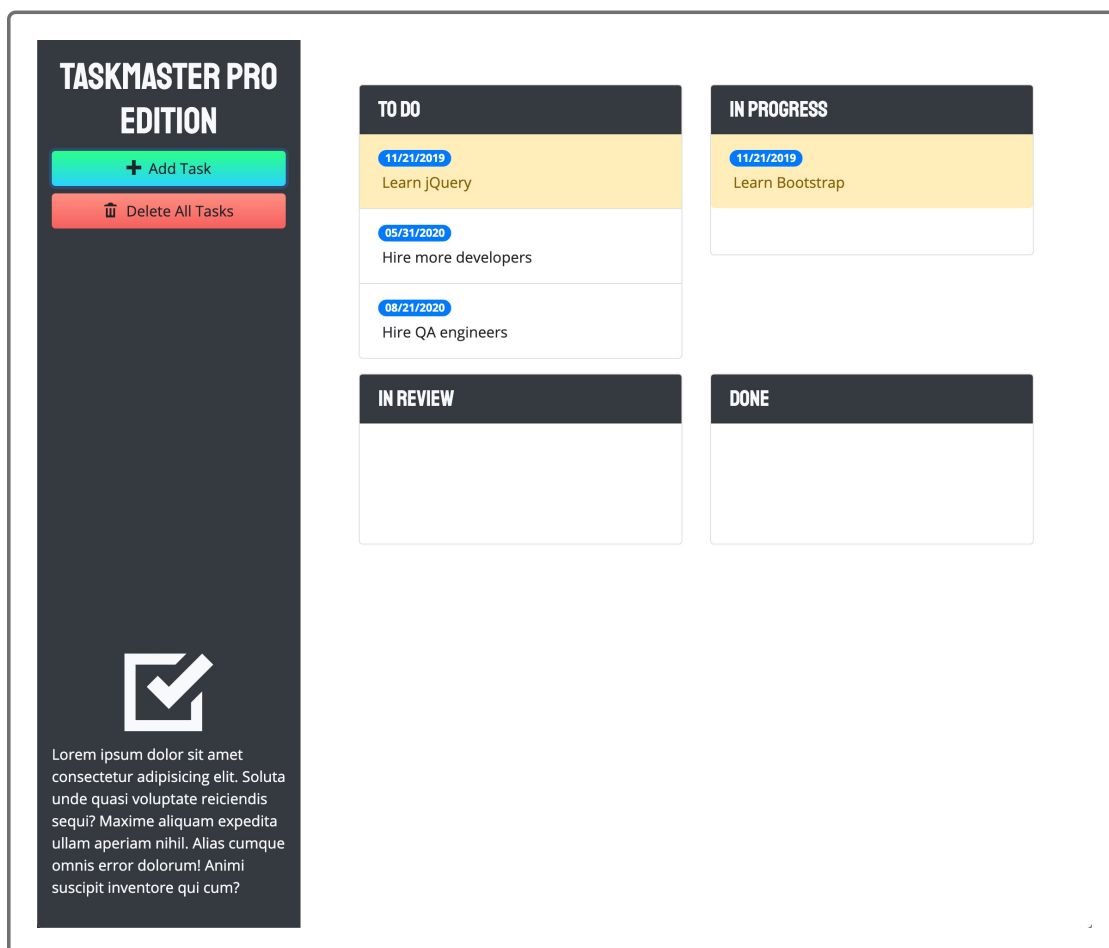 TASKMASTER PRO
EDITION
Add Task
Delete All Tasks
Lorem ipsum dolor sit amet
consectetur adipisicing elit. Soluta
unde quasi voluptate reiciendis
sequi? Maxime aliquam expedita
ullam aperiam nihil. Alias cumque
omnis error dolorum! Animi
suscipit inventore qui cum?
TO DO
11/21/2019
Learn jQuery
05/31/2020
Hire more developers
08/21/2020
Hire QA engineers
IN PROGRESS
11/21/2019
Learn Bootstrap
IN REVIEW
DONE